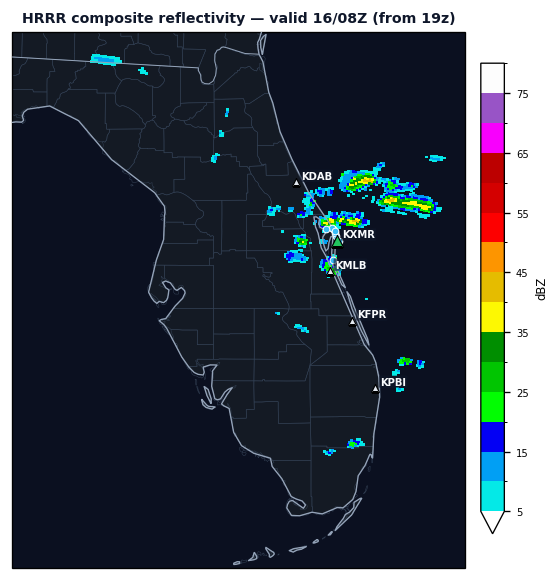 HRRR composite reflectivity — valid 16/08Z (from 19z)
KDAB
KXMR
KMLB
KFPR
KPBI
75
65
55
45
35
25
15
5
dBZ